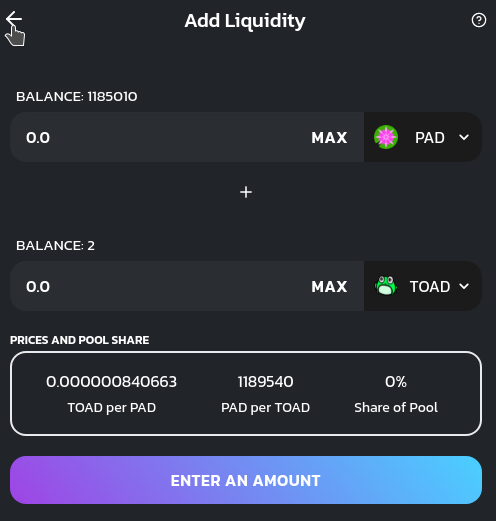 Add Liquidity
BALANCE: 1185010
0.0 MAX PAD
+
BALANCE: 2
0.0 MAX TOAD
PRICES AND POOL SHARE
0.000000840663 1189540 0%
TOAD per PAD PAD per TOAD Share of Pool
ENTER AN AMOUNT